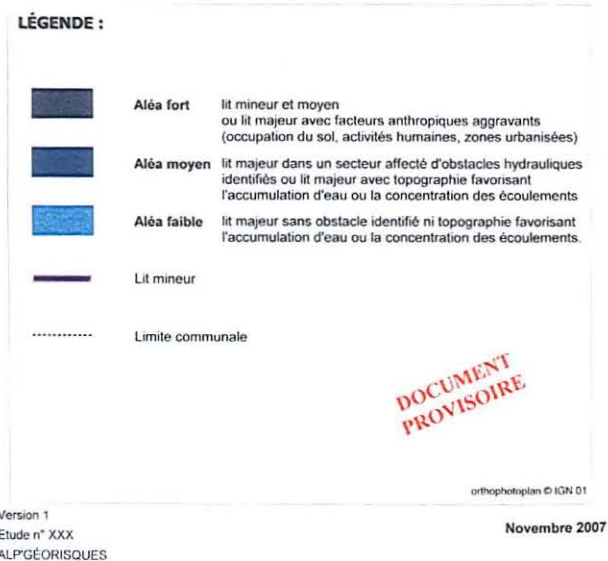 LÉGENDE :
Aléa fort lit mineur et moyen
ou lit majeur avec facteurs anthropiques aggravants
(occupation du sol, activités humaines, zones urbanisées)
Aléa moyen lit majeur dans un secteur affecté d'obstacles hydrauliques
identifiés ou lit majeur avec topographie favorisant
l'accumulation d'eau ou la concentration des écoulements
Aléa faible lit majeur sans obstacle identifié ni topographie favorisant
l'accumulation d'eau ou la concentration des écoulements.
Lit mineur
Limite communale
DOCUMENT
PROVISOIRE
orthophotoplan © IGN 01
Version 1
Etude n° XXX
ALP'GÉORISQUES
Novembre 2007